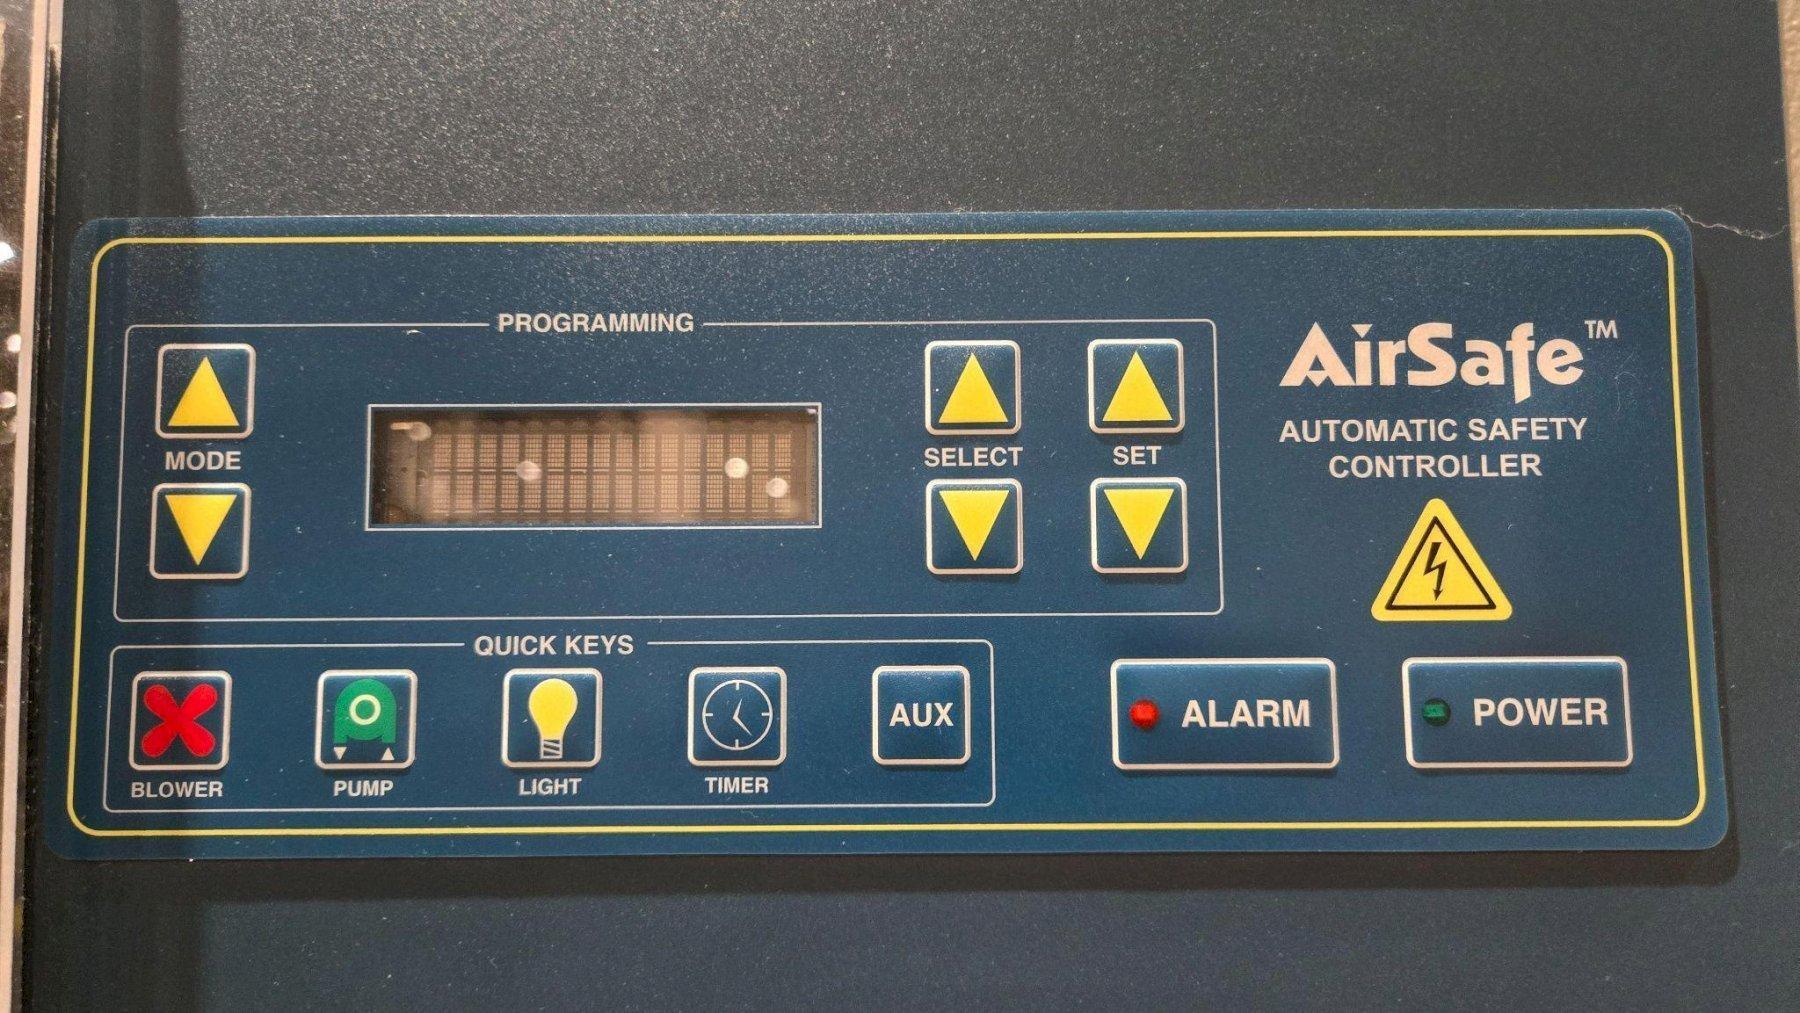 PROGRAMMING
MODE
SELECT
SET
AirSafe™
AUTOMATIC SAFETY
CONTROLLER
QUICK KEYS
BLOWER
PUMP
LIGHT
TIMER
AUX
ALARM
POWER